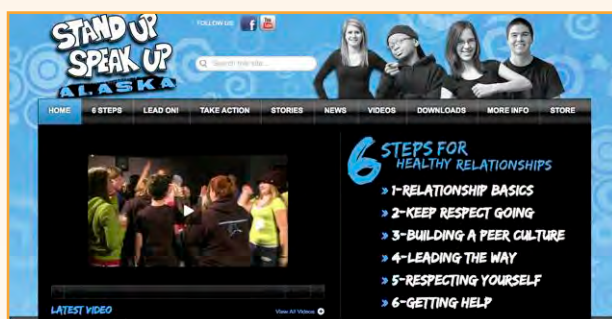 STAND UP
SPEAK UP
ALASKA
FOLLOW US:
Search this site...
HOME 6 STEPS LEAD ON! TAKE ACTION STORIES NEWS VIDEOS DOWNLOADS MORE INFO STORE
6 STEPS FOR
HEALTHY RELATIONSHIPS
» 1-RELATIONSHIP BASICS
» 2-KEEP RESPECT GOING
» 3-BUILDING A PEER CULTURE
» 4-LEADING THE WAY
» 5-RESPECTING YOURSELF
» 6-GETTING HELP
LATEST VIDEO
View All Videos